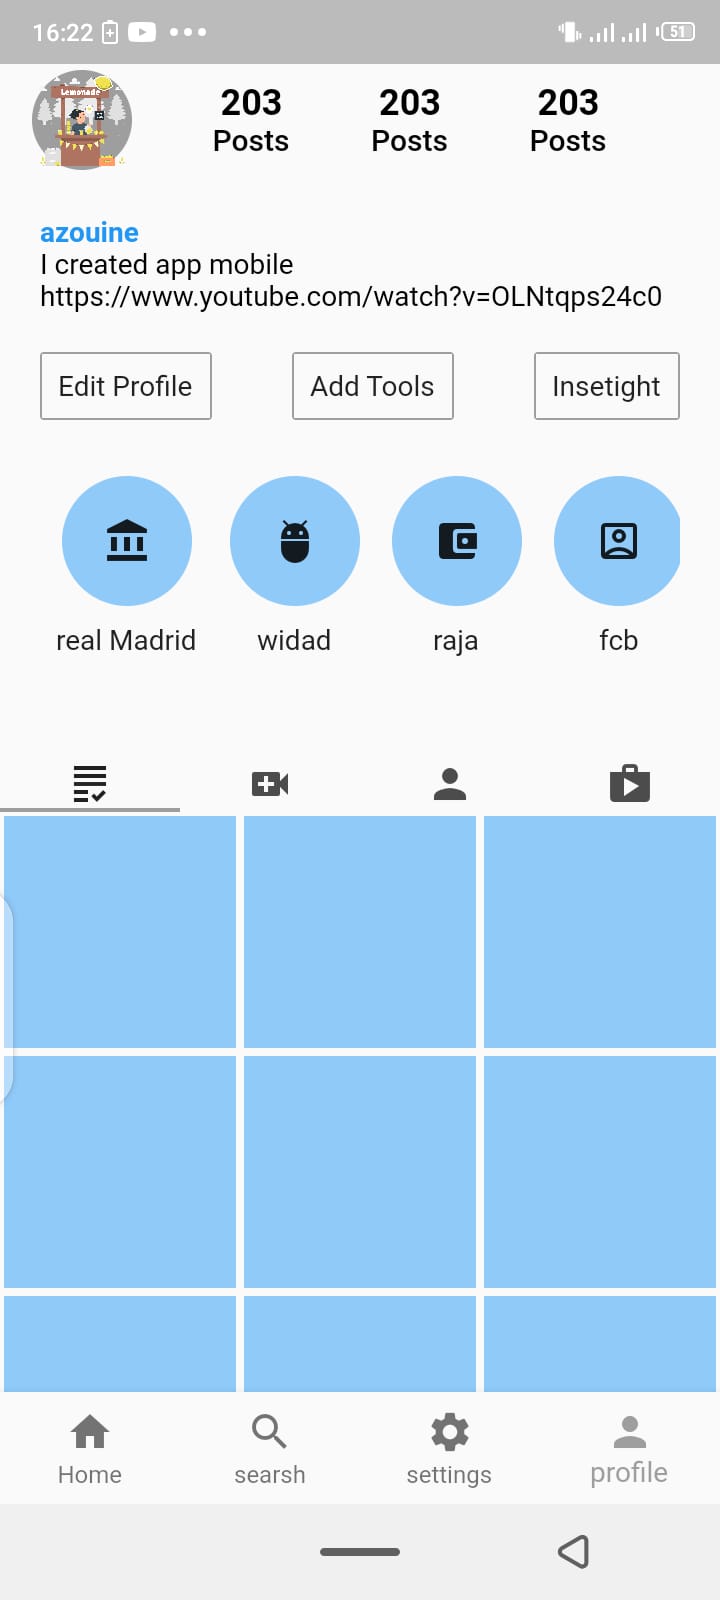 16:22
51
Lemonade
203 203 203
Posts Posts Posts
azouine
I created app mobile
https://www.youtube.com/watch?v=OLNtqps24c0
Edit Profile Add Tools Insetight
real Madrid widad raja fcb
Home searsh settings profile